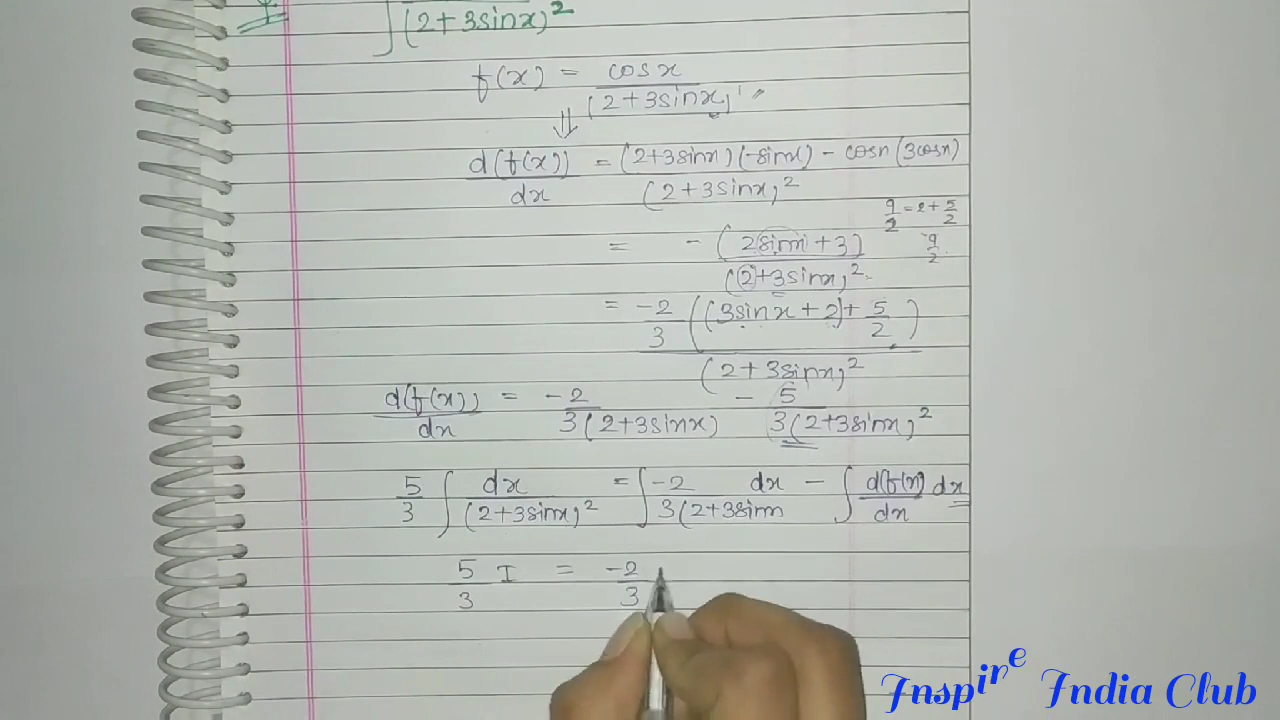 ∫ (2+3sinx)²
f(x) = cosx / (2+3sinx)'
⇓
d(f(x))/dx = (2+3sinx)(-sinx) - cosx(3cosx) / (2+3sinx)²
9/2 = 2+5/2
= -(2sinx+3) / (2+3sinx)²
9/2
= -2/3 ((3sinx+2)+5/2) / (2+3sinx)²
d(f(x))/dx = -2 / 3(2+3sinx) - 5 / 3(2+3sinx)²
5/3 ∫ dx/(2+3sinx)² = ∫ -2 / 3(2+3sinx dx - ∫ d(f(x))/dx dx
5/3 I = -2/3
Inspire India Club